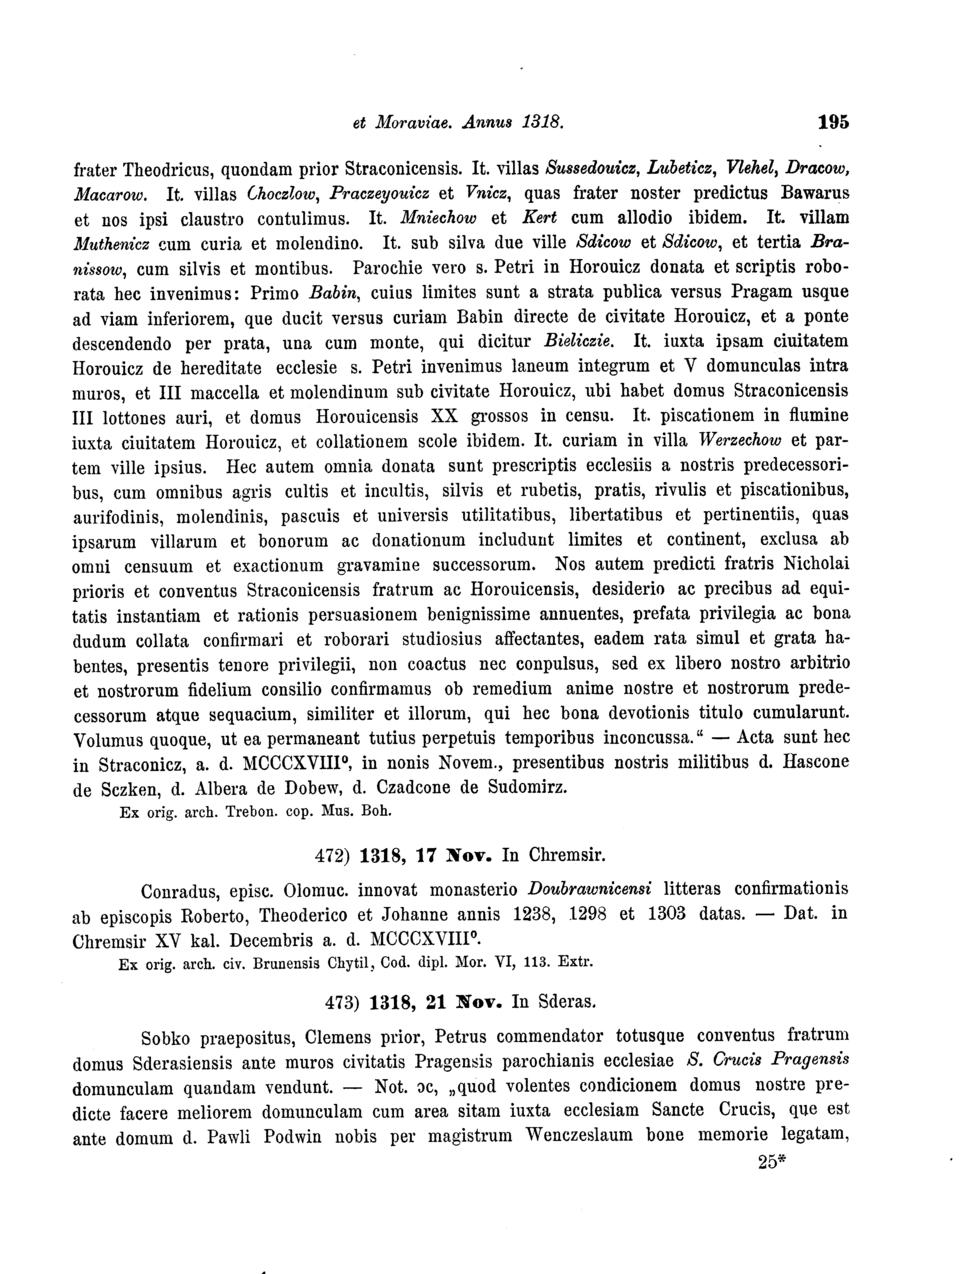 et Moraviae. Annus 1318. 195
frater Theodricus, quondam prior Straconicensis. It. villas Sussedouicz, Lubeticz, Vlehel, Dracow,
Macarow. It. villas Choczlow, Praczeyouicz et Vnicz, quas frater noster predictus Bawarus
et nos ipsi claustro contulimus. It. Mniechow et Kert cum allodio ibidem. It. villam
Muthenicz cum curia et molendino. It. sub silva due ville Sdicow et Sdicow, et tertia Bra-
nissow, cum silvis et montibus. Parochie vero s. Petri in Horouicz donata et scriptis robo-
rata hec invenimus: Primo Babin, cuius limites sunt a strata publica versus Pragam usque
ad viam inferiorem, que ducit versus curiam Babin directe de civitate Horouicz, et a ponte
descendendo per prata, una cum monte, qui dicitur Bieliczie. It. iuxta ipsam ciuitatem
Horouicz de hereditate ecclesie s. Petri invenimus laneum integrum et V domunculas intra
muros, et III maccella et molendinum sub civitate Horouicz, ubi habet domus Straconicensis
III lottones auri, et domus Horouicensis XX grossos in censu. It. piscationem in flumine
iuxta ciuitatem Horouicz, et collationem scole ibidem. It. curiam in villa Werzechow et par-
tem ville ipsius. Hec autem omnia donata sunt prescriptis ecclesiis a nostris predecessori-
bus, cum omnibus agris cultis et incultis, silvis et rubetis, pratis, rivulis et piscationibus,
aurifodinis, molendinis, pascuis et universis utilitatibus, libertatibus et pertinentiis, quas
ipsarum villarum et bonorum ac donationum includunt limites et continent, exclusa ab
omni censuum et exactionum gravamine successorum. Nos autem predicti fratris Nicholai
prioris et conventus Straconicensis fratrum ac Horouicensis, desiderio ac precibus ad equi-
tatis instantiam et rationis persuasionem benignissime annuentes, prefata privilegia ac bona
dudum collata confirmari et roborari studiosius affectantes, eadem rata simul et grata ha-
bentes, presentis tenore privilegii, non coactus nec conpulsus, sed ex libero nostro arbitrio
et nostrorum fidelium consilio confirmamus ob remedium anime nostre et nostrorum prede-
cessorum atque sequacium, similiter et illorum, qui hec bona devotionis titulo cumularunt.
Volumus quoque, ut ea permaneant tutius perpetuis temporibus inconcussa.“ — Acta sunt hec
in Straconicz, a. d. MCCCXVIII⁰, in nonis Novem., presentibus nostris militibus d. Hascone
de Sczken, d. Albera de Dobew, d. Czadcone de Sudomirz.
Ex orig. arch. Trebon. cop. Mus. Boh.
472) 1318, 17 Nov. In Chremsir.
Conradus, episc. Olomuc. innovat monasterio Doubrawnicensi litteras confirmationis
ab episcopis Roberto, Theoderico et Johanne annis 1238, 1298 et 1303 datas. — Dat. in
Chremsir XV kal. Decembris a. d. MCCCXVIII⁰.
Ex orig. arch. civ. Brunensis Chytil, Cod. dipl. Mor. VI, 113. Extr.
473) 1318, 21 Nov. In Sderas.
Sobko praepositus, Clemens prior, Petrus commendator totusque conventus fratrum
domus Sderasiensis ante muros civitatis Pragensis parochianis ecclesiae S. Crucis Pragensis
domunculam quandam vendunt. — Not. ɔc, „quod volentes condicionem domus nostre pre-
dicte facere meliorem domunculam cum area sitam iuxta ecclesiam Sancte Crucis, que est
ante domum d. Pawli Podwin nobis per magistrum Wenczeslaum bone memorie legatam,
25*